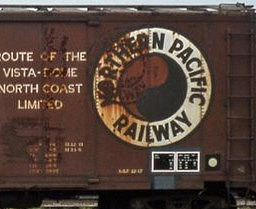 ROUTE OF THE
VISTA-DOME
NORTH COAST
LIMITED
NORTHERN PACIFIC
RAILWAY